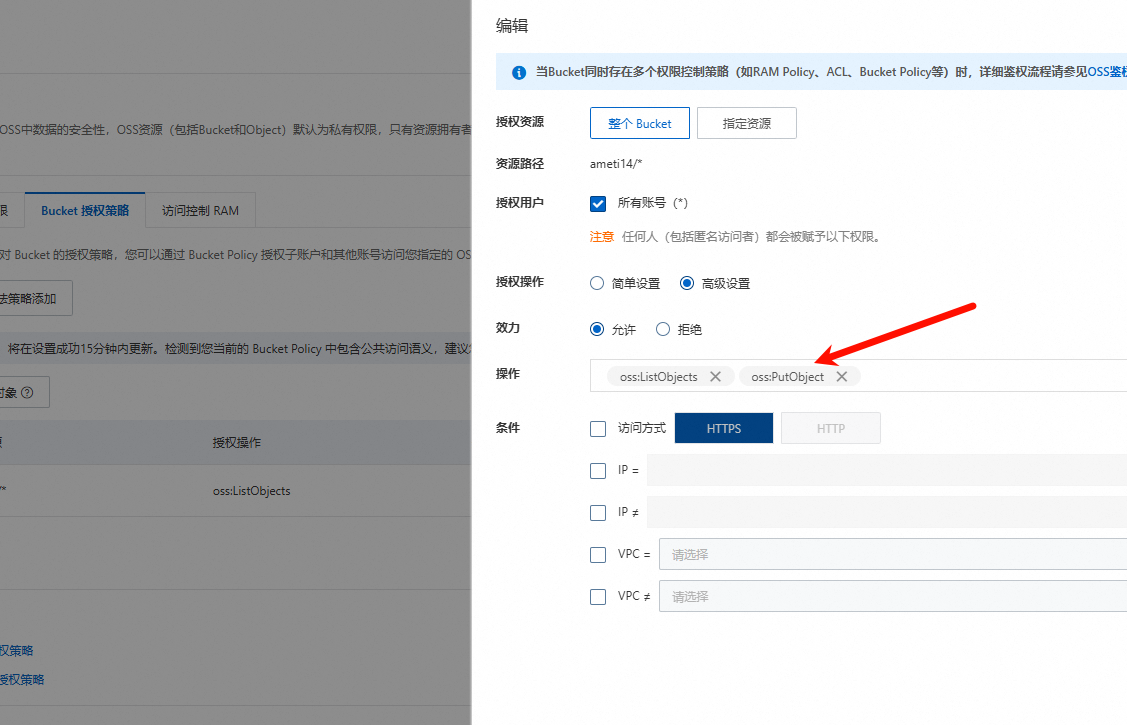 编辑
当Bucket同时存在多个权限控制策略（如RAM Policy、ACL、Bucket Policy等）时，详细鉴权流程请参见OSS鉴
OSS中数据的安全性，OSS资源（包括Bucket和Object）默认为私有权限，只有资源拥有者
限
Bucket 授权策略
访问控制 RAM
对 Bucket 的授权策略，您可以通过 Bucket Policy 授权子账户和其他账号访问您指定的 OSS
法策略添加
将在设置成功15分钟内更新。检测到您当前的 Bucket Policy 中包含公共访问语义，建议
对象
授权操作
/*
oss:ListObjects
权策略
授权策略
授权资源
整个 Bucket
指定资源
资源路径
ameti14/*
授权用户
所有账号（*）
注意 任何人（包括匿名访问者）都会被赋予以下权限。
授权操作
简单设置
高级设置
效力
允许
拒绝
操作
oss:ListObjects
oss:PutObject
条件
访问方式
HTTPS
HTTP
IP =
IP ≠
VPC =
请选择
VPC ≠
请选择